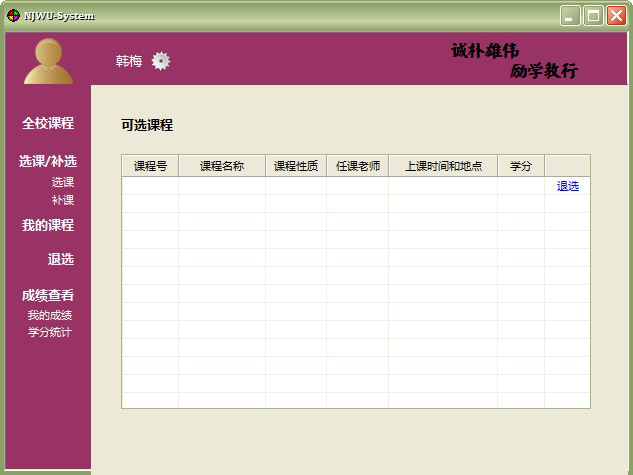 NJWU-System
韩梅
诚朴雄伟
励学敦行
全校课程
选课/补选
选课
补课
我的课程
退选
成绩查看
我的成绩
学分统计
可选课程
课程号 课程名称 课程性质 任课老师 上课时间和地点 学分
退选